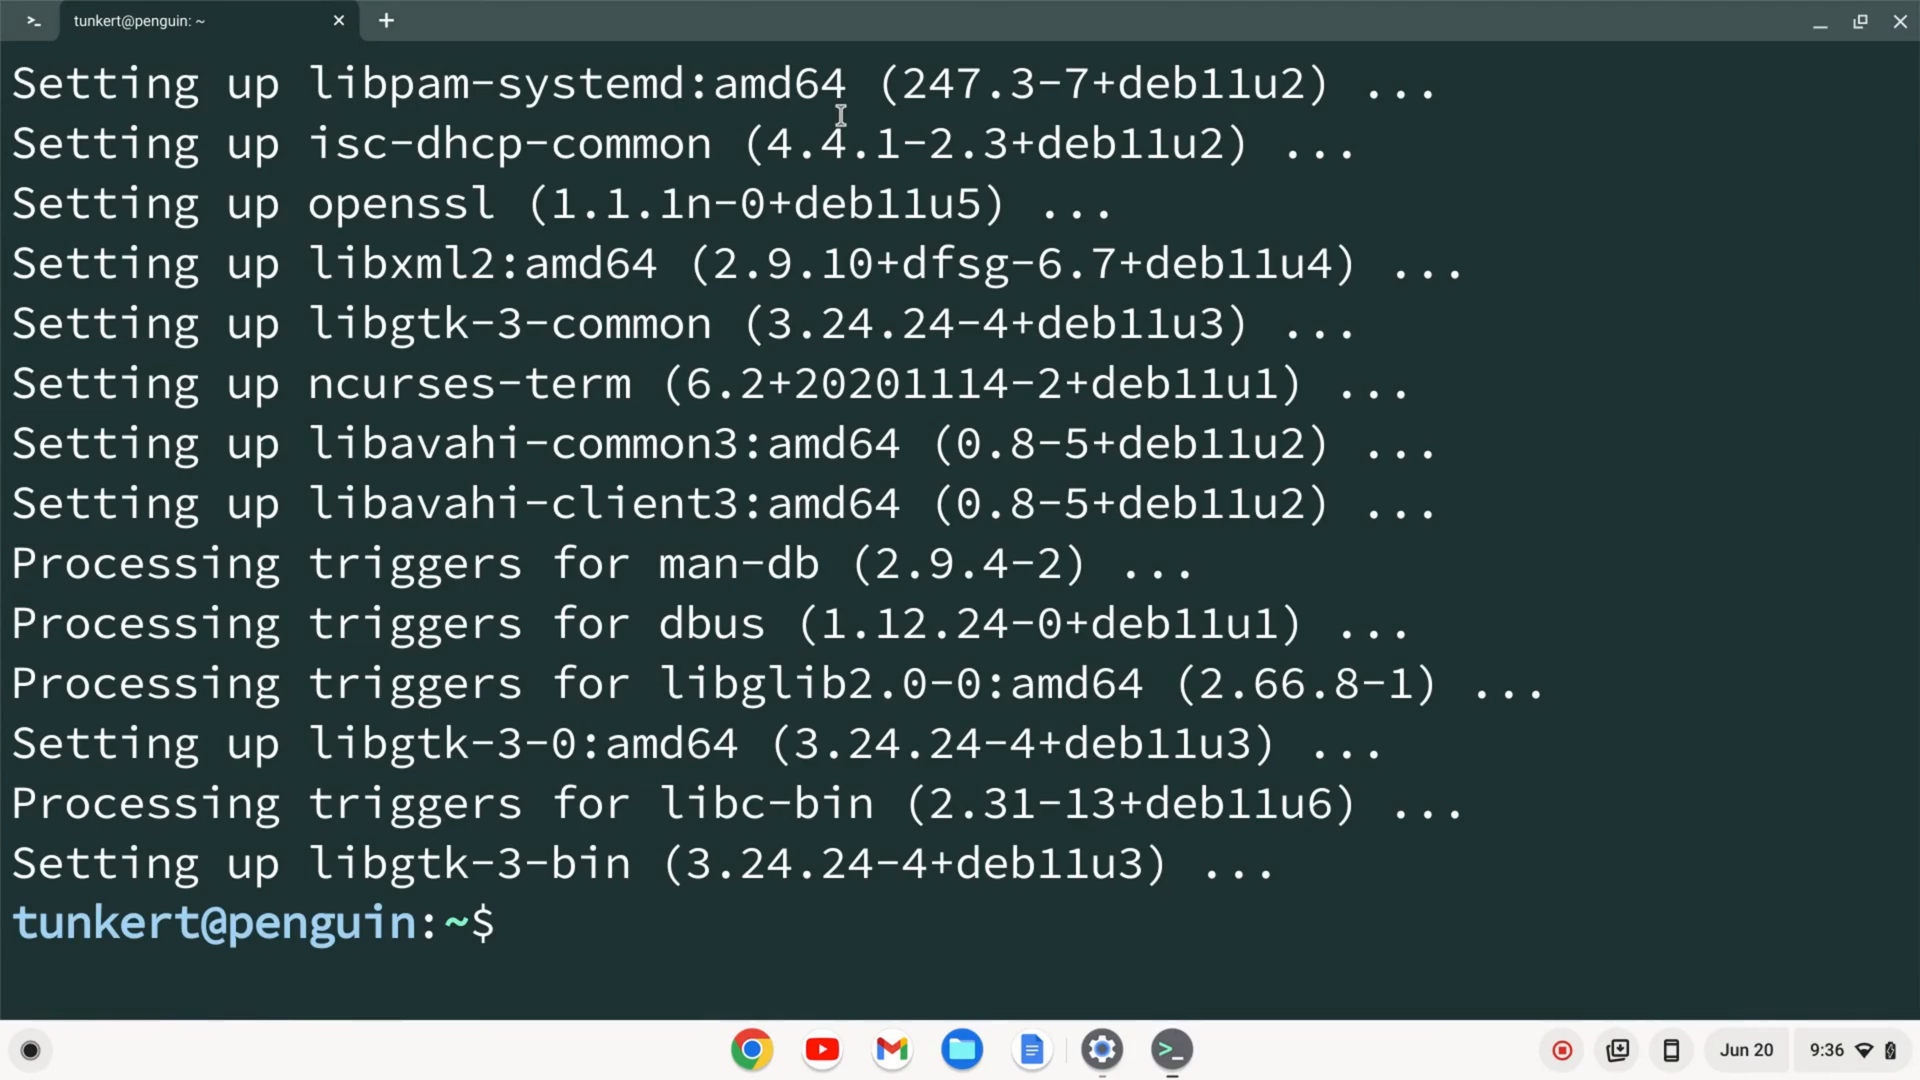 tunkert@penguin: ~
Setting up libpam-systemd:amd64 (247.3-7+deb11u2) ...
Setting up isc-dhcp-common (4.4.1-2.3+deb11u2) ...
Setting up openssl (1.1.1n-0+deb11u5) ...
Setting up libxml2:amd64 (2.9.10+dfsg-6.7+deb11u4) ...
Setting up libgtk-3-common (3.24.24-4+deb11u3) ...
Setting up ncurses-term (6.2+20201114-2+deb11u1) ...
Setting up libavahi-common3:amd64 (0.8-5+deb11u2) ...
Setting up libavahi-client3:amd64 (0.8-5+deb11u2) ...
Processing triggers for man-db (2.9.4-2) ...
Processing triggers for dbus (1.12.24-0+deb11u1) ...
Processing triggers for libglib2.0-0:amd64 (2.66.8-1) ...
Setting up libgtk-3-0:amd64 (3.24.24-4+deb11u3) ...
Processing triggers for libc-bin (2.31-13+deb11u6) ...
Setting up libgtk-3-bin (3.24.24-4+deb11u3) ...
tunkert@penguin:~$
Jun 20 9:36